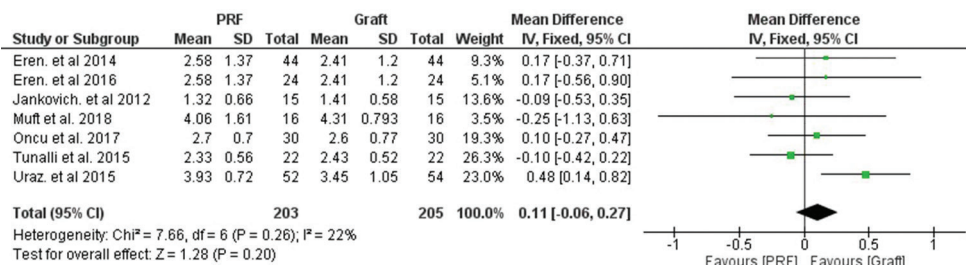 PRF Graft Mean Difference Mean Difference
Study or Subgroup Mean SD Total Mean SD Total Weight IV, Fixed, 95% CI IV, Fixed, 95% CI
Eren. et al 2014 2.58 1.37 44 2.41 1.2 44 9.3% 0.17 [-0.37, 0.71]
Eren et al. 2016 2.58 1.37 24 2.41 1.2 24 5.1% 0.17 [-0.56, 0.90]
Jankovich. et al 2012 1.32 0.66 15 1.41 0.58 15 13.6% -0.09 [-0.53, 0.35]
Muft et al. 2018 4.06 1.61 16 4.31 0.793 16 3.5% -0.25 [-1.13, 0.63]
Oncu et al. 2017 2.7 0.7 30 2.6 0.77 30 19.3% 0.10 [-0.27, 0.47]
Tunalli et al. 2015 2.33 0.56 22 2.43 0.52 22 26.3% -0.10 [-0.42, 0.22]
Uraz. et al 2015 3.93 0.72 52 3.45 1.05 54 23.0% 0.48 [0.14, 0.82]
Total (95% CI) 203 205 100.0% 0.11 [-0.06, 0.27]
Heterogeneity: Chi² = 7.66, df = 6 (P = 0.26); I² = 22%
Test for overall effect: Z = 1.28 (P = 0.20)
-1 -0.5 0 0.5 1
Favours [PRF] Favours [Graft]